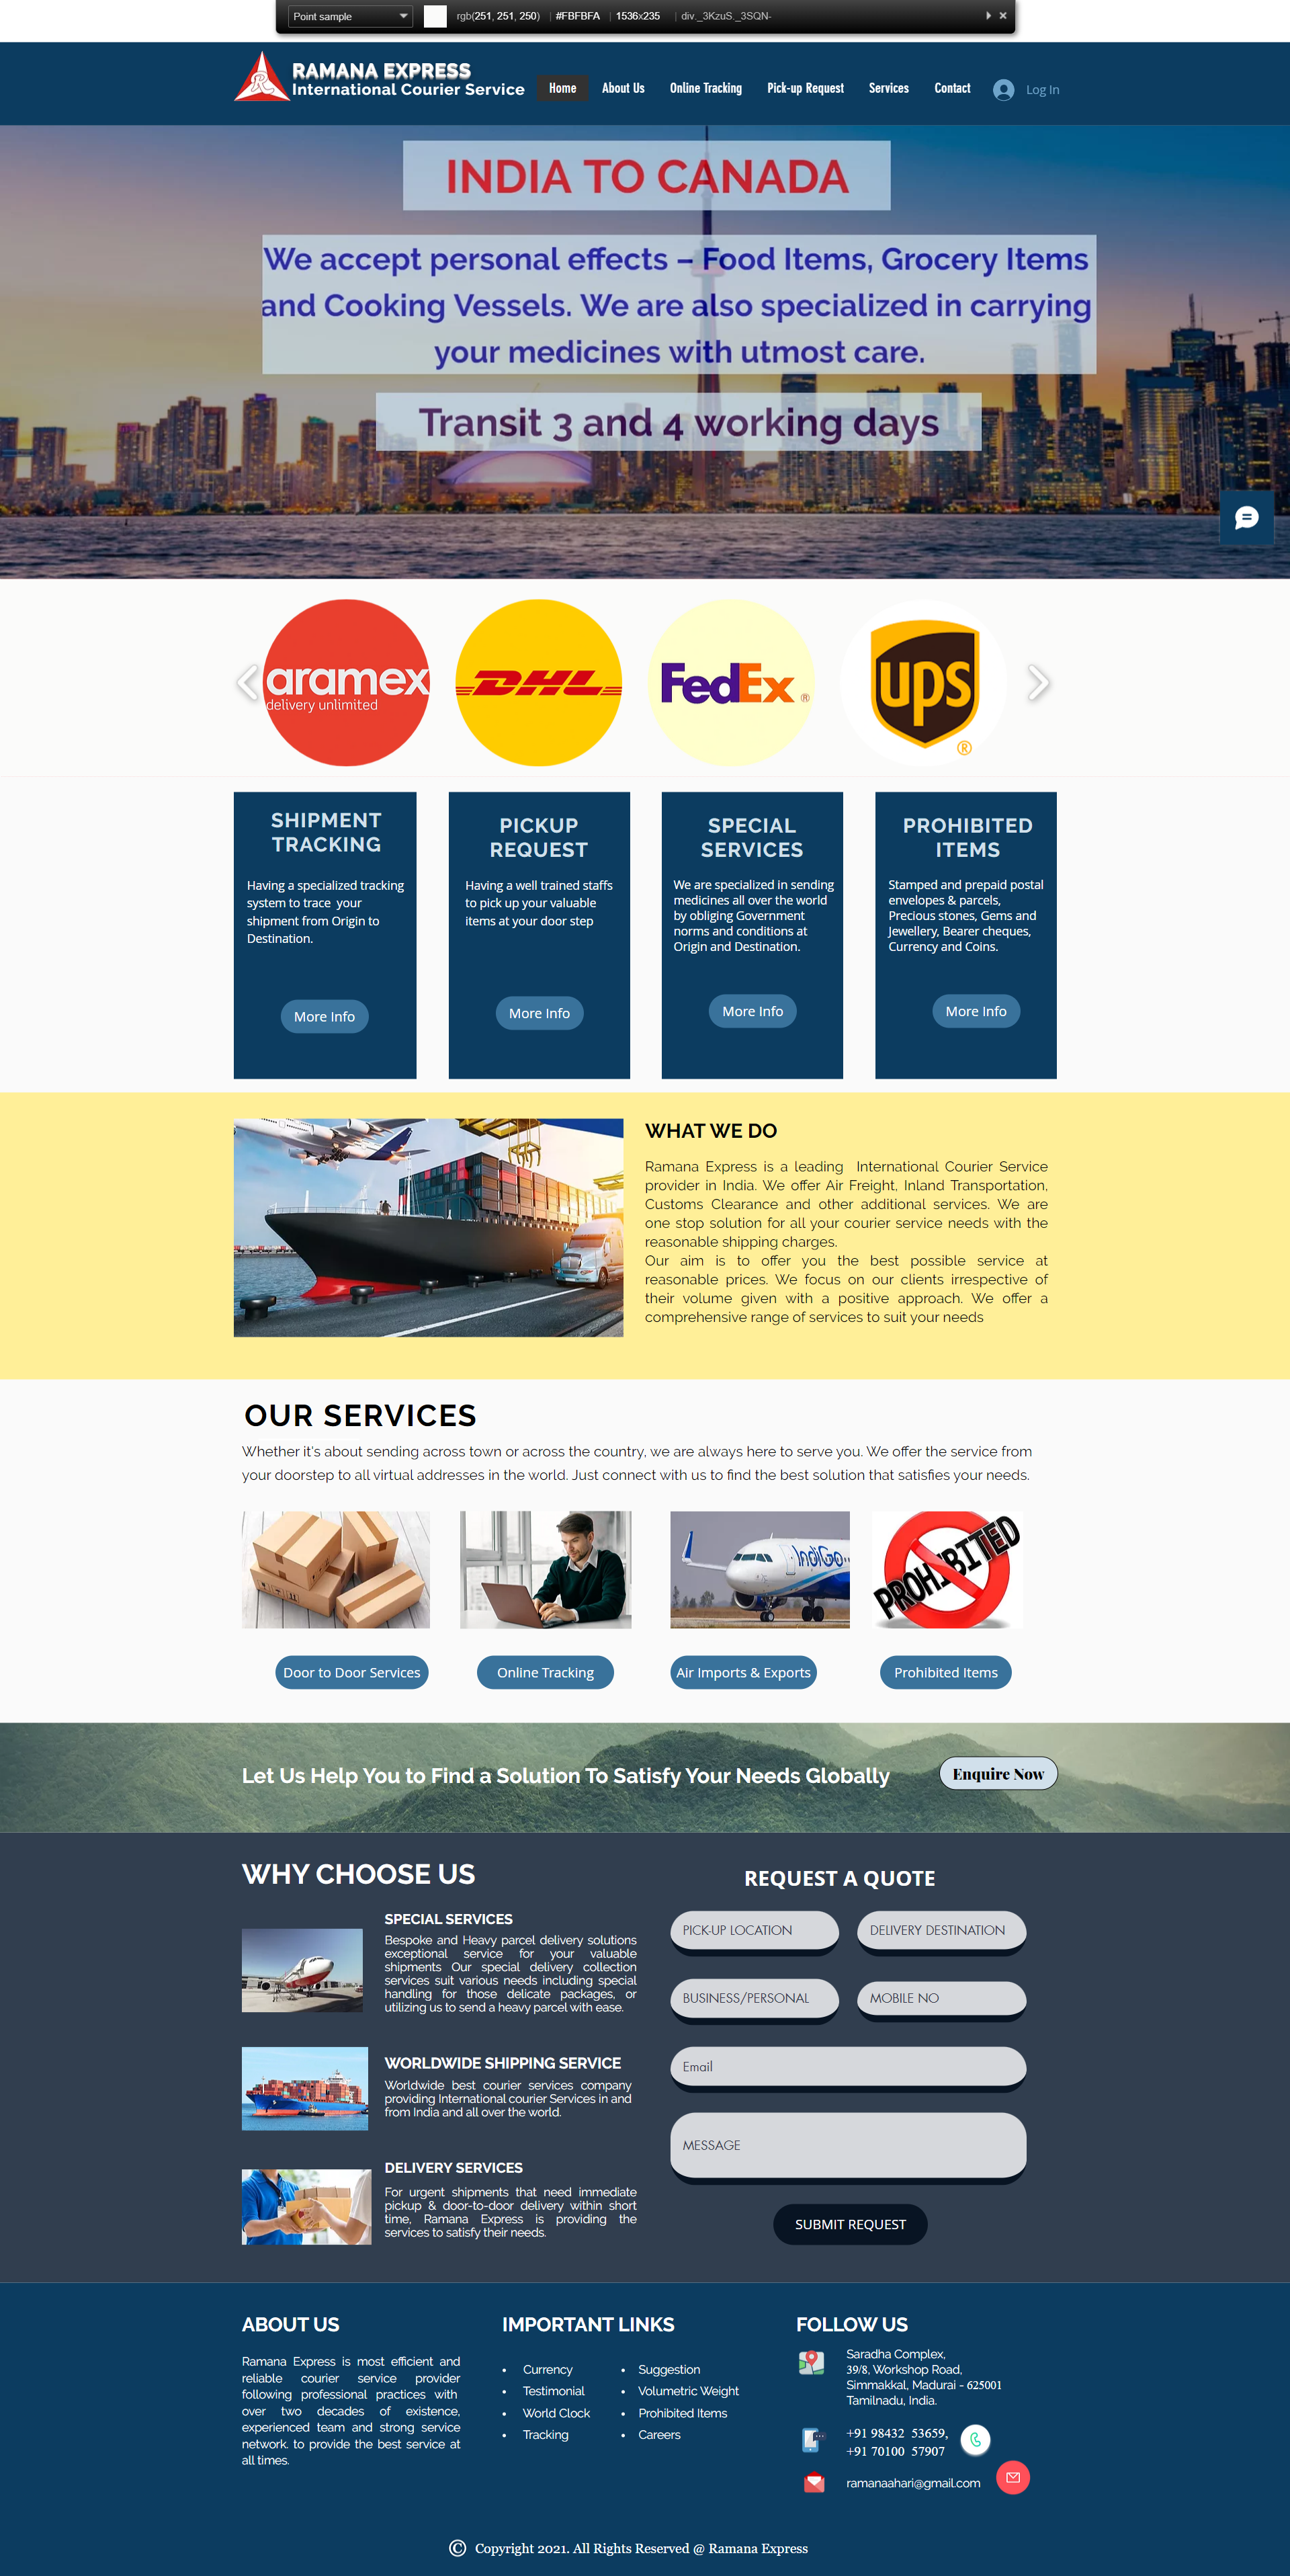 Point sample
rgb(251, 251, 250) | #FBFBFA | 1536x235 | div._3KzuS._3SQN-
RAMANA EXPRESS
International Courier Service
Home About Us Online Tracking Pick-up Request Services Contact Log In
INDIA TO CANADA
We accept personal effects – Food Items, Grocery Items
and Cooking Vessels. We are also specialized in carrying
your medicines with utmost care.
Transit 3 and 4 working days
aramex
delivery unlimited
DHL
FedEx ®
ups
®
SHIPMENT
TRACKING
Having a specialized tracking
system to trace your
shipment from Origin to
Destination.
More Info
PICKUP
REQUEST
Having a well trained staffs
to pick up your valuable
items at your door step
More Info
SPECIAL
SERVICES
We are specialized in sending
medicines all over the world
by obliging Government
norms and conditions at
Origin and Destination.
More Info
PROHIBITED
ITEMS
Stamped and prepaid postal
envelopes & parcels,
Precious stones, Gems and
Jewellery, Bearer cheques,
Currency and Coins.
More Info
WHAT WE DO
Ramana Express is a leading International Courier Service
provider in India. We offer Air Freight, Inland Transportation,
Customs Clearance and other additional services. We are
one stop solution for all your courier service needs with the
reasonable shipping charges.
Our aim is to offer you the best possible service at
reasonable prices. We focus on our clients irrespective of
their volume given with a positive approach. We offer a
comprehensive range of services to suit your needs
OUR SERVICES
Whether it's about sending across town or across the country, we are always here to serve you. We offer the service from
your doorstep to all virtual addresses in the world. Just connect with us to find the best solution that satisfies your needs.
IndiGo
PROHIBITED
Door to Door Services
Online Tracking
Air Imports & Exports
Prohibited Items
Let Us Help You to Find a Solution To Satisfy Your Needs Globally
Enquire Now
WHY CHOOSE US
SPECIAL SERVICES
Bespoke and Heavy parcel delivery solutions
exceptional service for your valuable
shipments Our special delivery collection
services suit various needs including special
handling for those delicate packages, or
utilizing us to send a heavy parcel with ease.
WORLDWIDE SHIPPING SERVICE
Worldwide best courier services company
providing International courier Services in and
from India and all over the world.
DELIVERY SERVICES
For urgent shipments that need immediate
pickup & door-to-door delivery within short
time, Ramana Express is providing the
services to satisfy their needs.
REQUEST A QUOTE
PICK-UP LOCATION
DELIVERY DESTINATION
BUSINESS/PERSONAL
MOBILE NO
Email
MESSAGE
SUBMIT REQUEST
ABOUT US
Ramana Express is most efficient and
reliable courier service provider
following professional practices with
over two decades of existence,
experienced team and strong service
network. to provide the best service at
all times.
IMPORTANT LINKS
• Currency
• Testimonial
• World Clock
• Tracking
• Suggestion
• Volumetric Weight
• Prohibited Items
• Careers
FOLLOW US
Saradha Complex,
39/8, Workshop Road,
Simmakkal, Madurai - 625001
Tamilnadu, India.
+91 98432 53659,
+91 70100 57907
ramanaahari@gmail.com
© Copyright 2021. All Rights Reserved @ Ramana Express